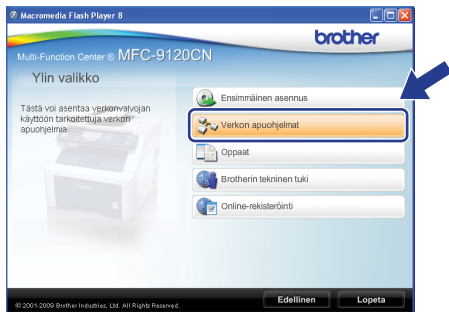 Macromedia Flash Player 8
brother
Multi-Function Center ® MFC-9120CN
Ylin valikko
Tästä voi asentaa verkonvalvojan
käyttöön tarkoitettuja verkon
apuohjelmia.
Ensimmäinen asennus
Verkon apuohjelmat
Oppaat
Brotherin tekninen tuki
Online-rekisteröinti
© 2001-2009 Brother Industries, Ltd. All Rights Reserved.
Edellinen
Lopeta